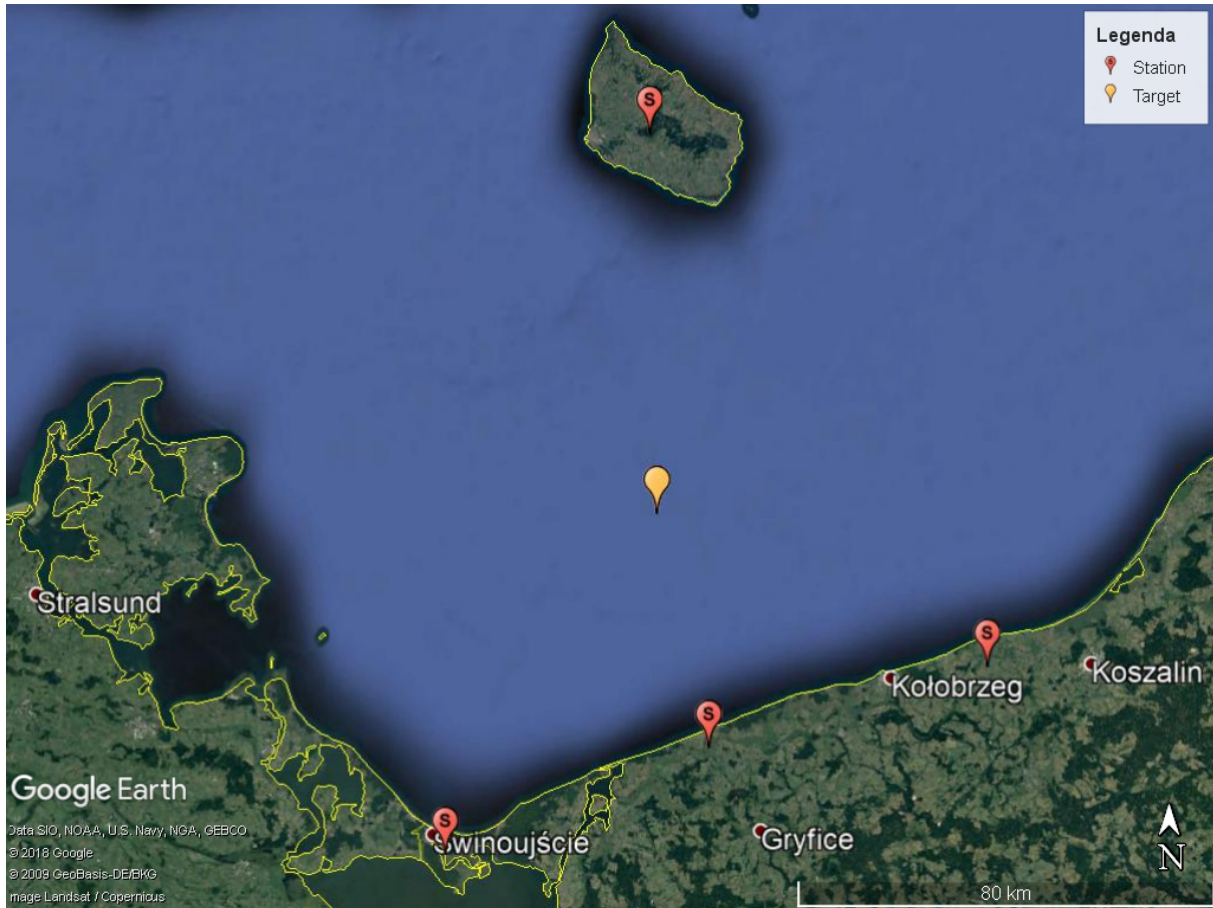 Legenda
S Station
Target
S
Stralsund
S
Koszalin
Kołobrzeg
S
Google Earth
S
Świnoujście
Gryfice
Data SIO, NOAA, U.S. Navy, NGA, GEBCO
© 2018 Google
© 2009 GeoBasis-DE/BKG
Image Landsat / Copernicus
80 km
N